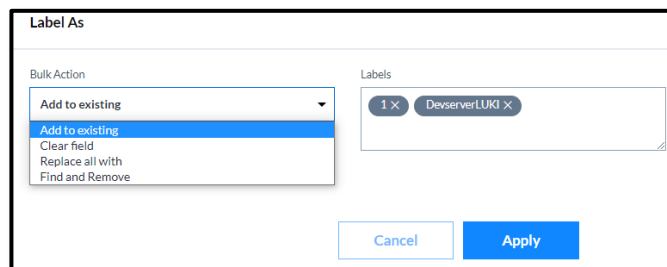 Label As
Bulk Action
Labels
Add to existing
1 × DevserverLUKI ×
Add to existing
Clear field
Replace all with
Find and Remove
Cancel
Apply